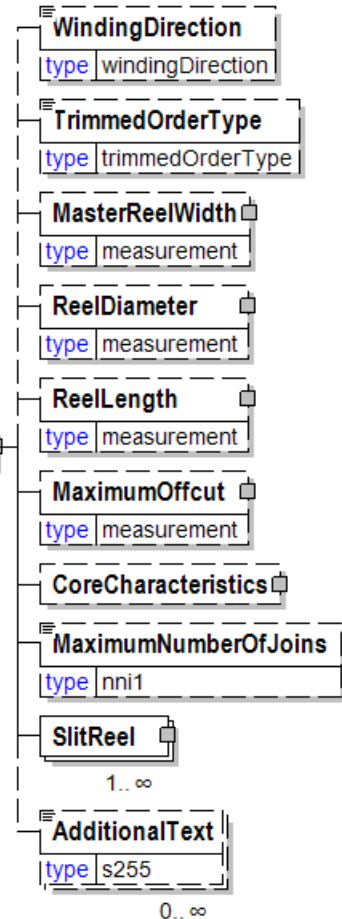 WindingDirection
type windingDirection
TrimmedOrderType
type trimmedOrderType
MasterReelWidth
type measurement
ReelDiameter
type measurement
ReelLength
type measurement
MaximumOffcut
type measurement
CoreCharacteristics
MaximumNumberOfJoins
type nni1
SlitReel
1.. ∞
AdditionalText
type s255
0.. ∞